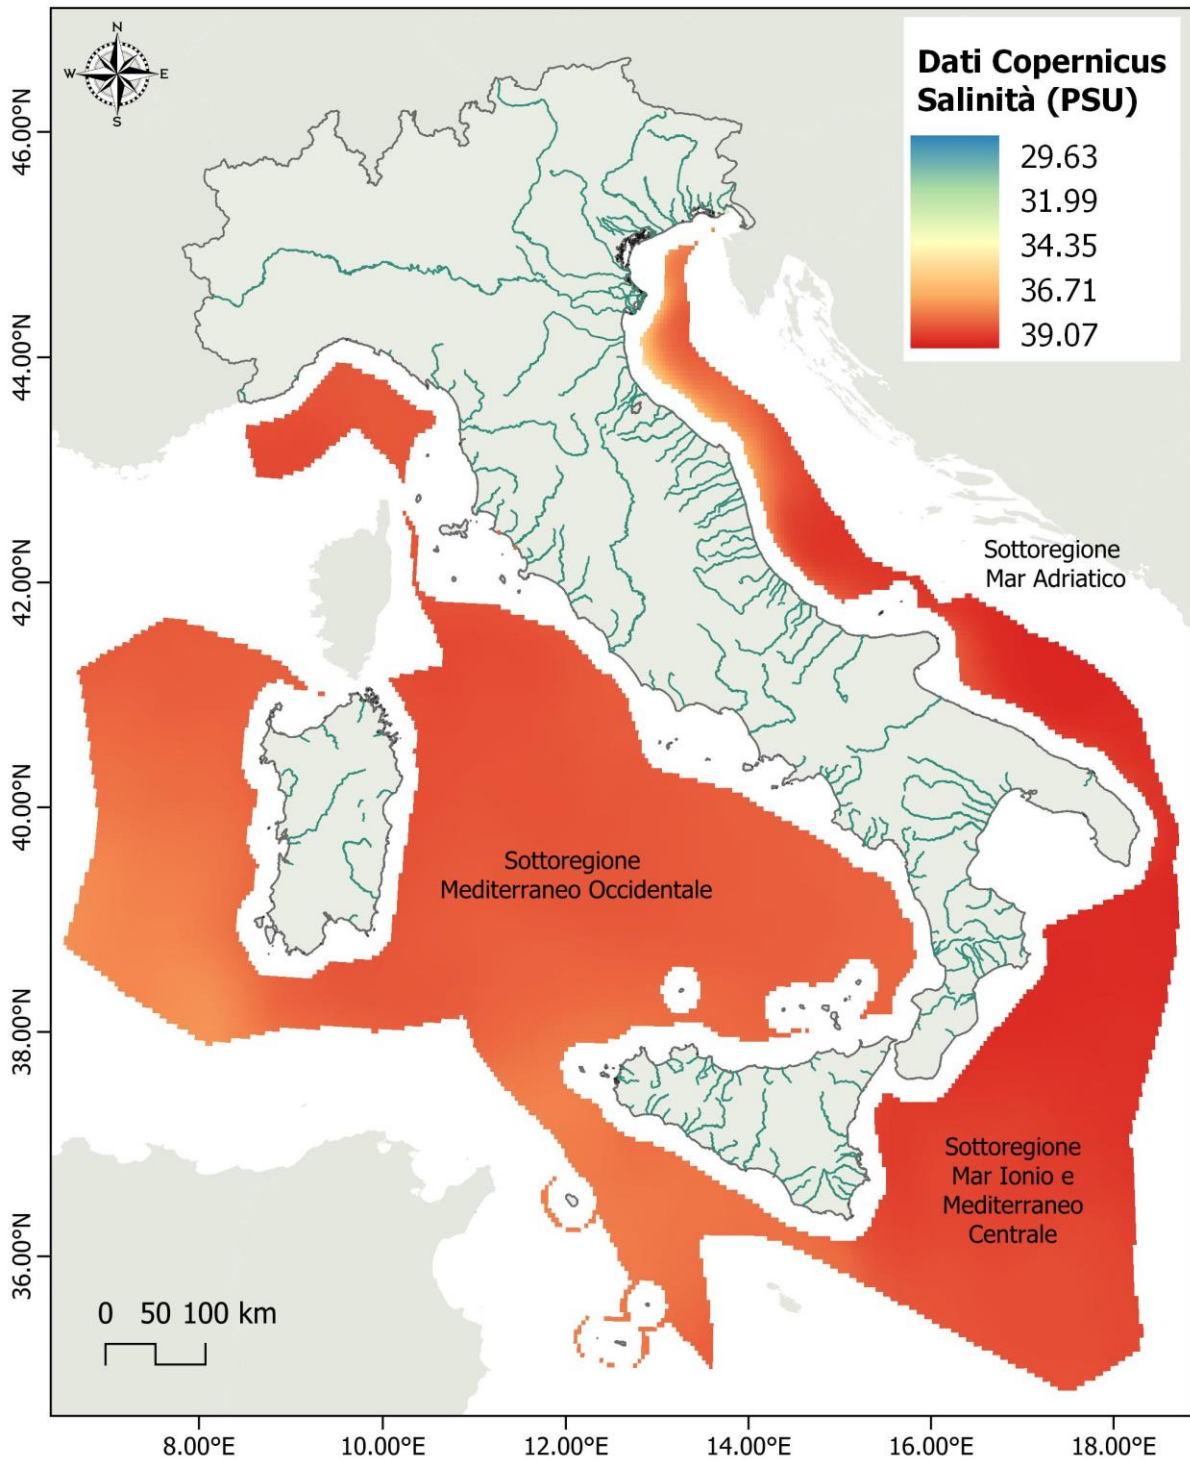 N
W E
S
Dati Copernicus
Salinità (PSU)
29.63
31.99
34.35
36.71
39.07
46.00°N
44.00°N
42.00°N
40.00°N
38.00°N
36.00°N
Sottoregione
Mar Adriatico
Sottoregione
Mediterraneo Occidentale
Sottoregione
Mar Ionio e
Mediterraneo
Centrale
0 50 100 km
8.00°E 10.00°E 12.00°E 14.00°E 16.00°E 18.00°E